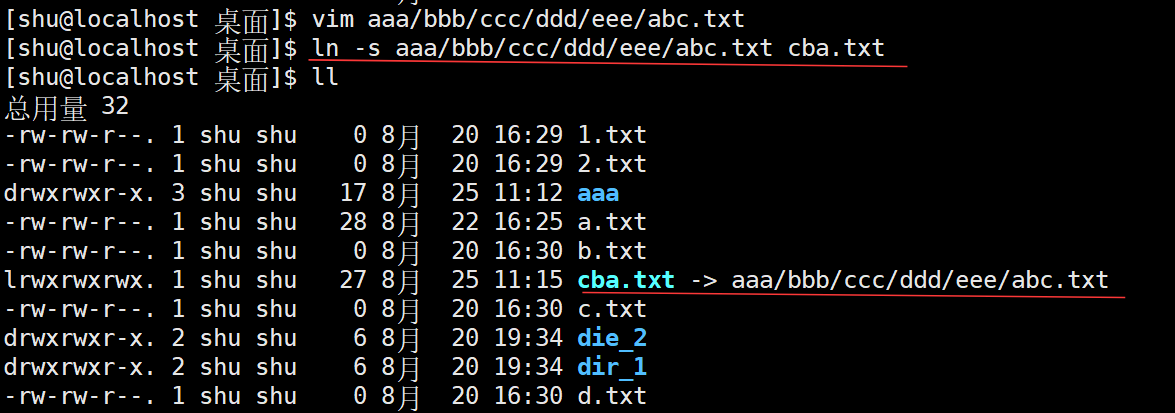 [shu@localhost 桌面]$ vim aaa/bbb/ccc/ddd/eee/abc.txt
[shu@localhost 桌面]$ ln -s aaa/bbb/ccc/ddd/eee/abc.txt cba.txt
[shu@localhost 桌面]$ ll
总用量 32
-rw-rw-r--. 1 shu shu    0 8月  20 16:29 1.txt
-rw-rw-r--. 1 shu shu    0 8月  20 16:29 2.txt
drwxrwxr-x. 3 shu shu   17 8月  25 11:12 aaa
-rw-rw-r--. 1 shu shu   28 8月  22 16:25 a.txt
-rw-rw-r--. 1 shu shu    0 8月  20 16:30 b.txt
lrwxrwxrwx. 1 shu shu   27 8月  25 11:15 cba.txt -> aaa/bbb/ccc/ddd/eee/abc.txt
-rw-rw-r--. 1 shu shu    0 8月  20 16:30 c.txt
drwxrwxr-x. 2 shu shu    6 8月  20 19:34 die_2
drwxrwxr-x. 2 shu shu    6 8月  20 19:34 dir_1
-rw-rw-r--. 1 shu shu    0 8月  20 16:30 d.txt